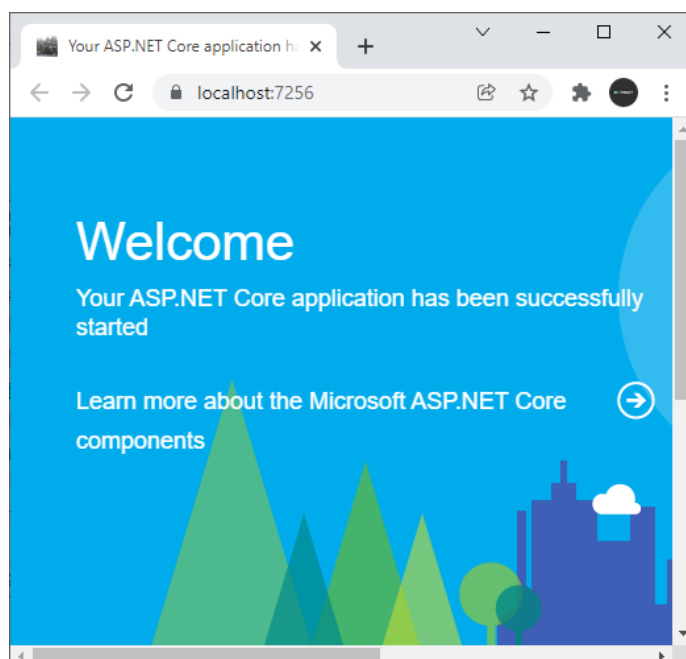 Your ASP.NET Core application ha
localhost:7256
Welcome
Your ASP.NET Core application has been successfully
started
Learn more about the Microsoft ASP.NET Core
components